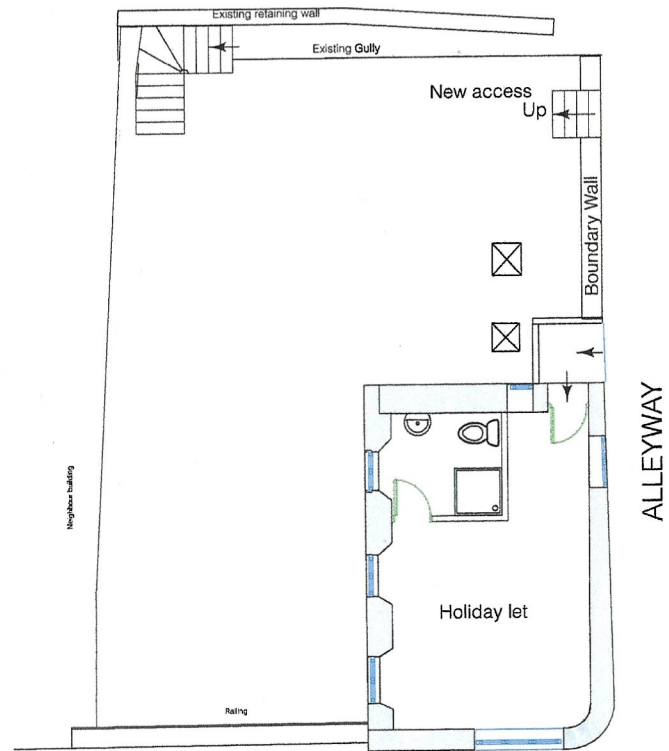 Existing retaining wall
Existing Gully
New access
Up
Boundary Wall
ALLEYWAY
Neighbour building
Holiday let
Railing